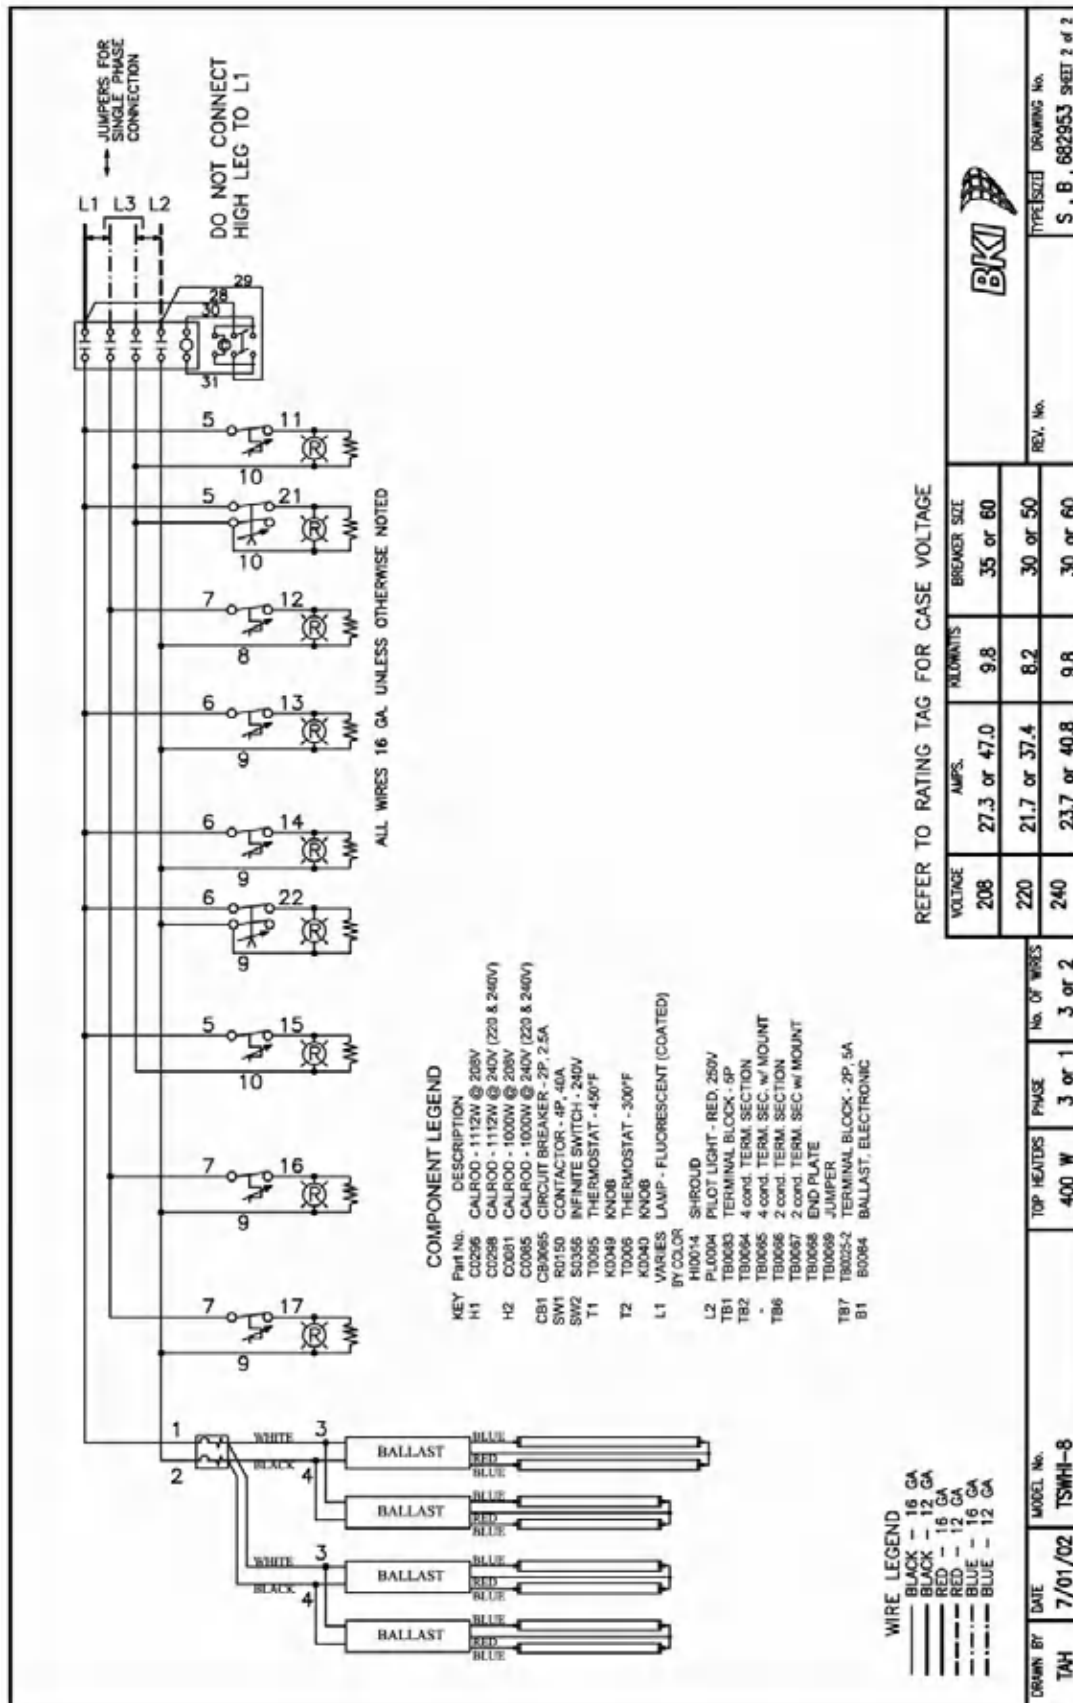 JUMPERS FOR
SINGLE PHASE
CONNECTION
L1 L3 L2
DO NOT CONNECT
HIGH LEG TO L1
29
28
30
31
5 11
10
5 21
10
7 12
8
6 13
9
6 14
9
6 22
9
5 15
10
7 16
9
7 17
9
ALL WIRES 16 GA. UNLESS OTHERWISE NOTED
1
2
WHITE 3
BLACK 4
BALLAST
BLUE
RED
BLUE
BALLAST
BLUE
RED
BLUE
WHITE 3
BLACK 4
BALLAST
BLUE
RED
BLUE
BALLAST
BLUE
RED
BLUE
COMPONENT LEGEND
KEY Part No. DESCRIPTION
H1 C0296 CALROD - 1112W @ 208V
C0298 CALROD - 1112W @ 240V (220 & 240V)
H2 C0081 CALROD - 1000W @ 208V
C0085 CALROD - 1000W @ 240V (220 & 240V)
CB1 CB0065 CIRCUIT BREAKER - 2P, 2.5A
SW1 R0150 CONTACTOR - 4P, 40A
SW2 S0356 INFINITE SWITCH - 240V
T1 T0095 THERMOSTAT - 450°F
K0049 KNOB
T2 T0006 THERMOSTAT - 300°F
K0040 KNOB
L1 VARIES LAMP - FLUORESCENT (COATED)
BY COLOR
HI0014 SHROUD
L2 PL0004 PILOT LIGHT - RED, 250V
TB1 TB0083 TERMINAL BLOCK - 6P
TB2 TB0064 4 cond. TERM. SECTION
- TB0065 4 cond. TERM. SEC. w/ MOUNT
TB6 TB0066 2 cond. TERM. SECTION
TB0067 2 cond. TERM. SEC w/ MOUNT
TB0068 END PLATE
TB0069 JUMPER
TB7 TB025-2 TERMINAL BLOCK - 2P, 5A
B1 B0084 BALLAST, ELECTRONIC
WIRE LEGEND
BLACK - 16 GA
BLACK - 12 GA
RED - 16 GA
RED - 12 GA
BLUE - 16 GA
BLUE - 12 GA
REFER TO RATING TAG FOR CASE VOLTAGE
VOLTAGE AMPS. KILOWATTS BREAKER SIZE
208 27.3 or 47.0 9.8 35 or 60
220 21.7 or 37.4 8.2 30 or 50
240 23.7 or 40.8 9.8 30 or 60
BKI
DRAWN BY DATE MODEL No. TOP HEATERS PHASE No. OF WIRES REV. No. TYPE SIZE DRAWING No.
TAH 7/01/02 TSWHI-8 400 W 3 or 1 3 or 2 S . B . 682953 SHEET 2 of 2